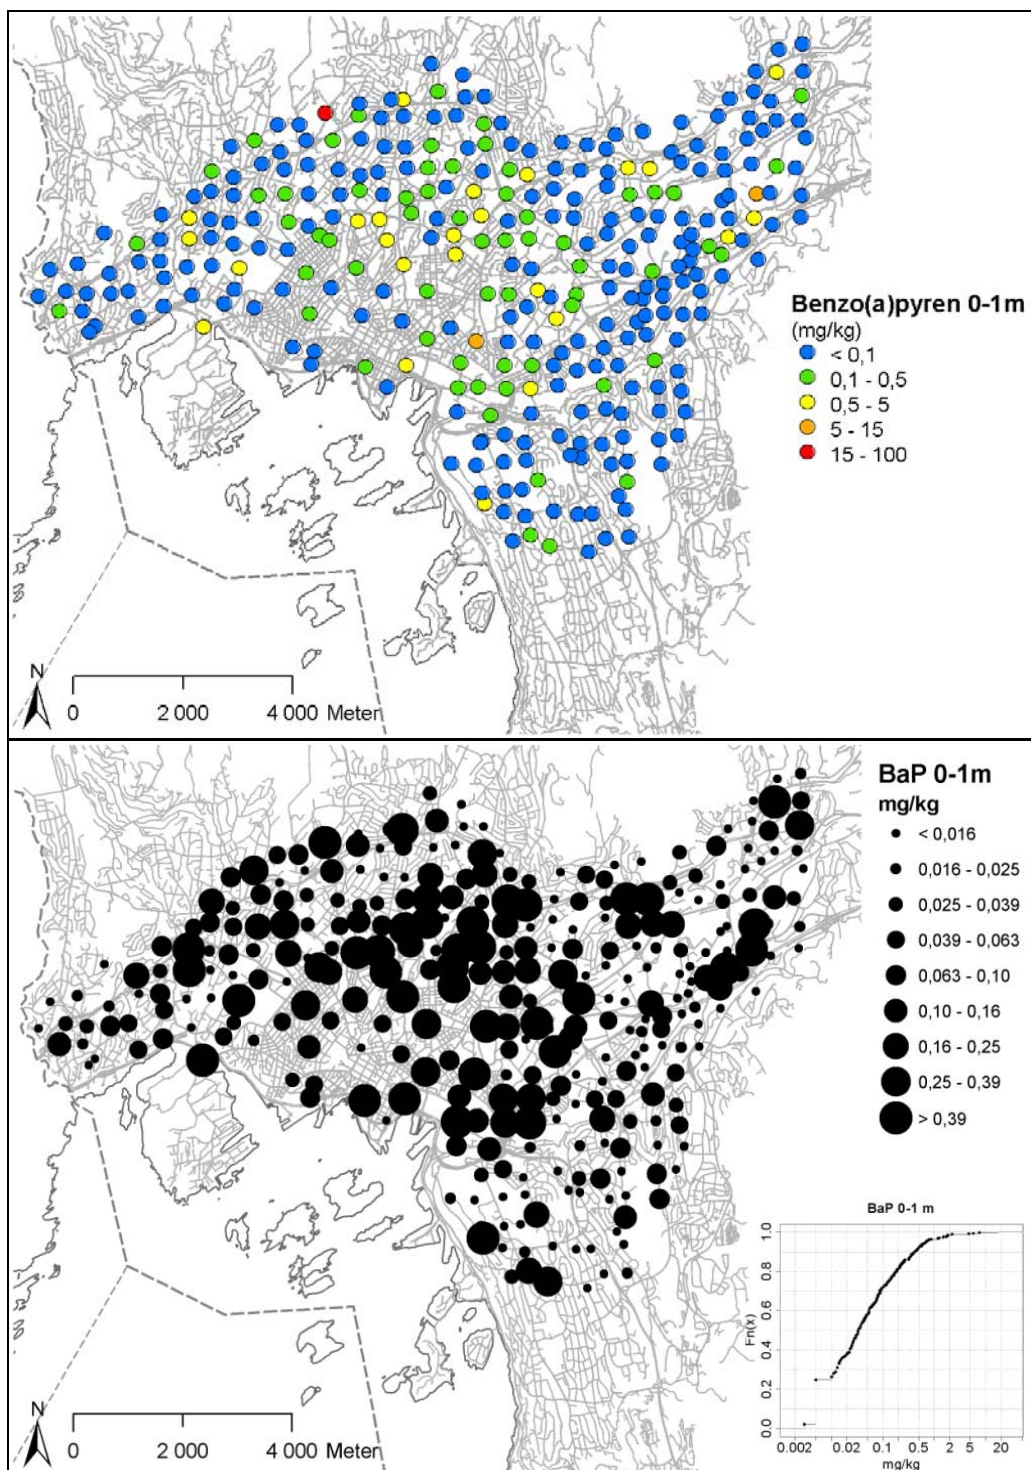 Benzo(a)pyren 0-1m
(mg/kg)
< 0,1
0,1 - 0,5
0,5 - 5
5 - 15
15 - 100
N
0 2 000 4 000 Meter
BaP 0-1m
mg/kg
< 0,016
0,016 - 0,025
0,025 - 0,039
0,039 - 0,063
0,063 - 0,10
0,10 - 0,16
0,16 - 0,25
0,25 - 0,39
> 0,39
BaP 0-1 m
Fn(x)
1.0
0.8
0.6
0.4
0.2
0.0
0.002 0.02 0.1 0.5 2 5 20
mg/kg
N
0 2 000 4 000 Meter